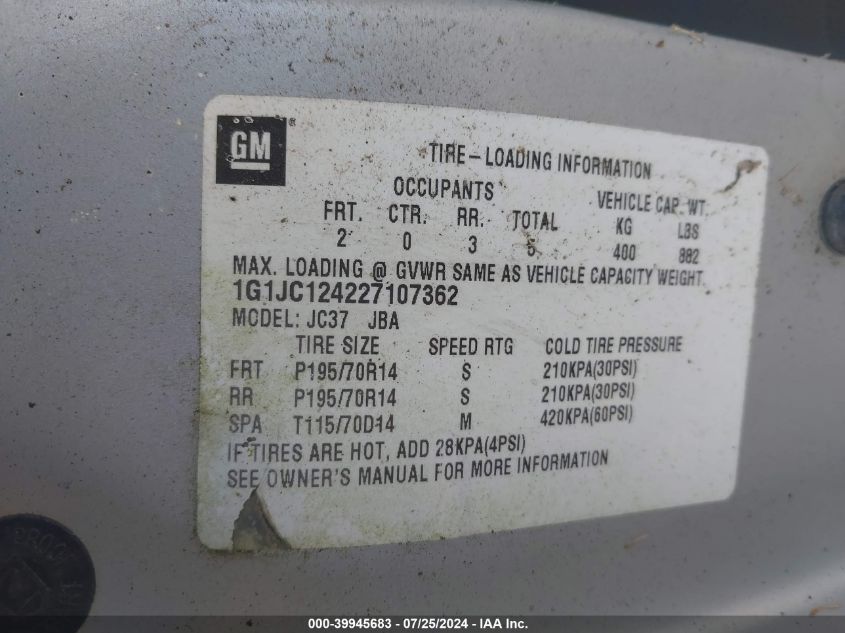 GM
TIRE-LOADING INFORMATION
OCCUPANTS VEHICLE CAP. WT.
FRT. CTR. RR. TOTAL KG LBS
2 0 3 5 400 882
MAX. LOADING @ GVWR SAME AS VEHICLE CAPACITY WEIGHT.
1G1JC124227107362
MODEL: JC37 JBA
TIRE SIZE SPEED RTG COLD TIRE PRESSURE
FRT P195/70R14 S 210KPA(30PSI)
RR P195/70R14 S 210KPA(30PSI)
SPA T115/70D14 M 420KPA(60PSI)
IF TIRES ARE HOT, ADD 28KPA(4PSI)
SEE OWNER'S MANUAL FOR MORE INFORMATION
000-39945683 - 07/25/2024 - IAA Inc.